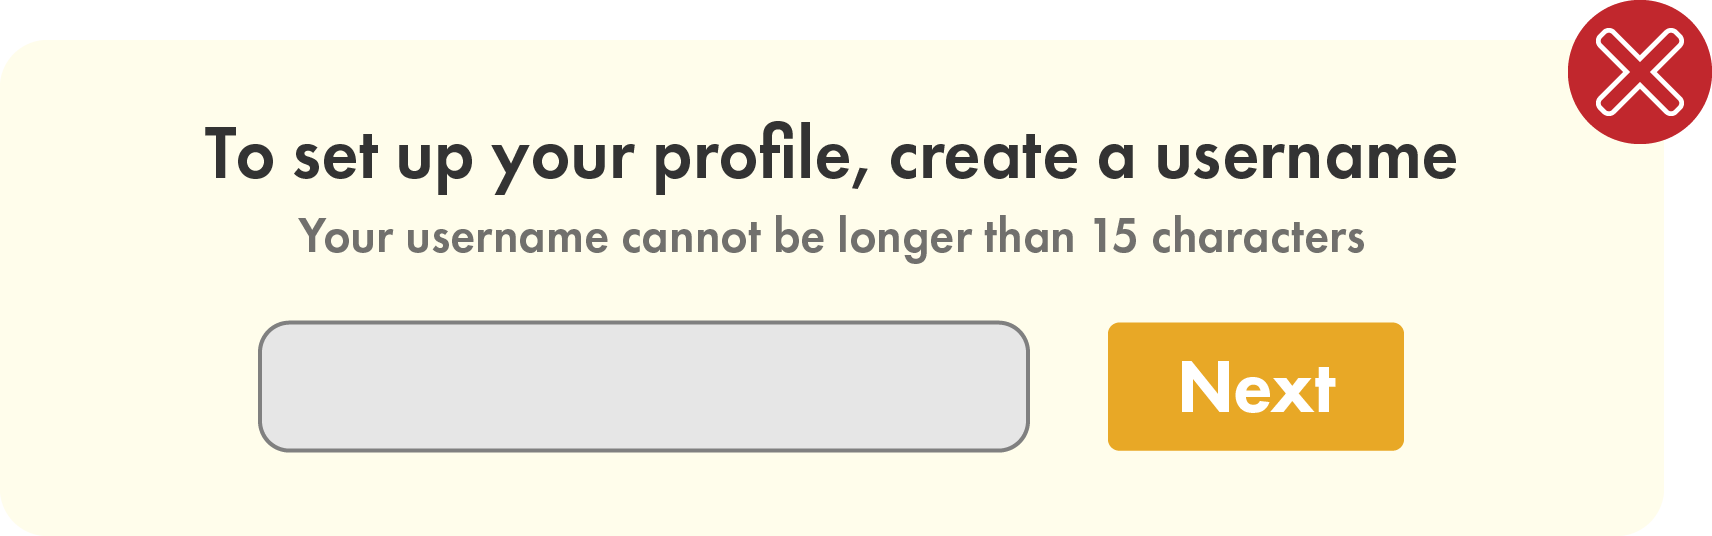 To set up your profile, create a username
Your username cannot be longer than 15 characters
Next